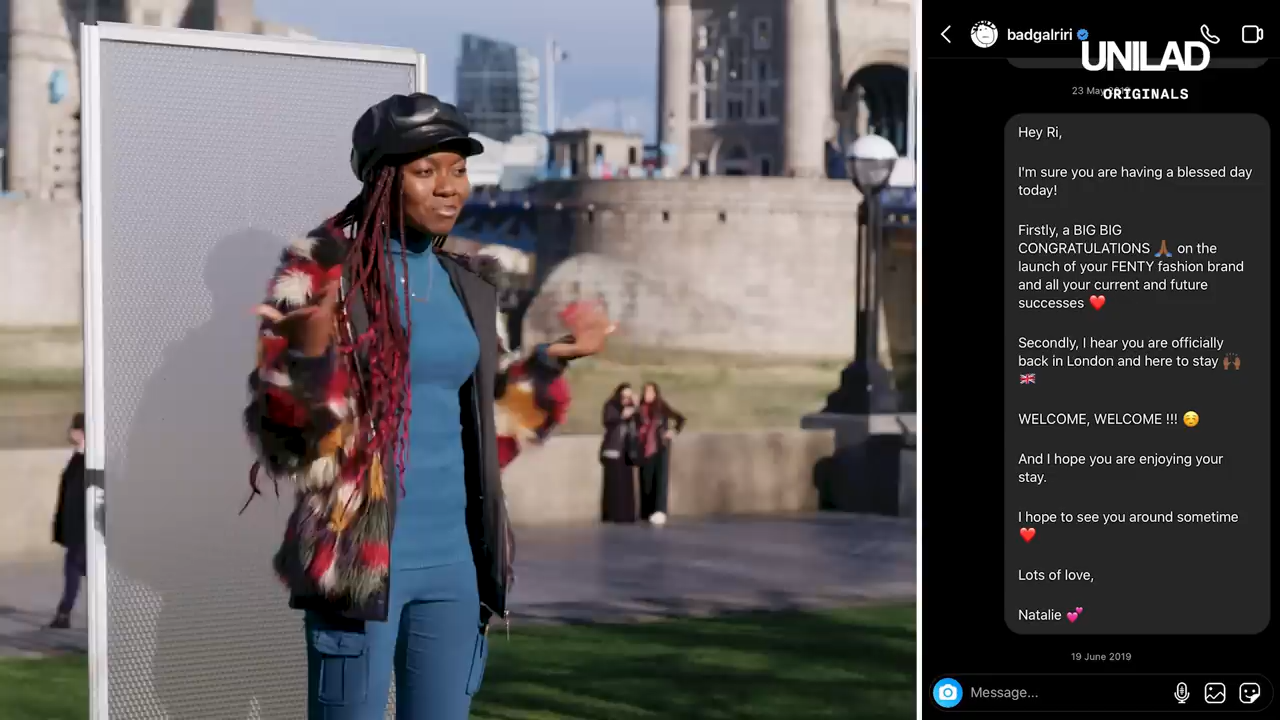 badgalriri
UNILAD
23 May
ORIGINALS
Hey Ri,
I'm sure you are having a blessed day
today!
Firstly, a BIG BIG
CONGRATULATIONS 🙏🏾 on the
launch of your FENTY fashion brand
and all your current and future
successes ❤️
Secondly, I hear you are officially
back in London and here to stay 🙌🏾
🇬🇧
WELCOME, WELCOME !!! ☺️
And I hope you are enjoying your
stay.
I hope to see you around sometime
❤️
Lots of love,
Natalie 💕
19 June 2019
Message...